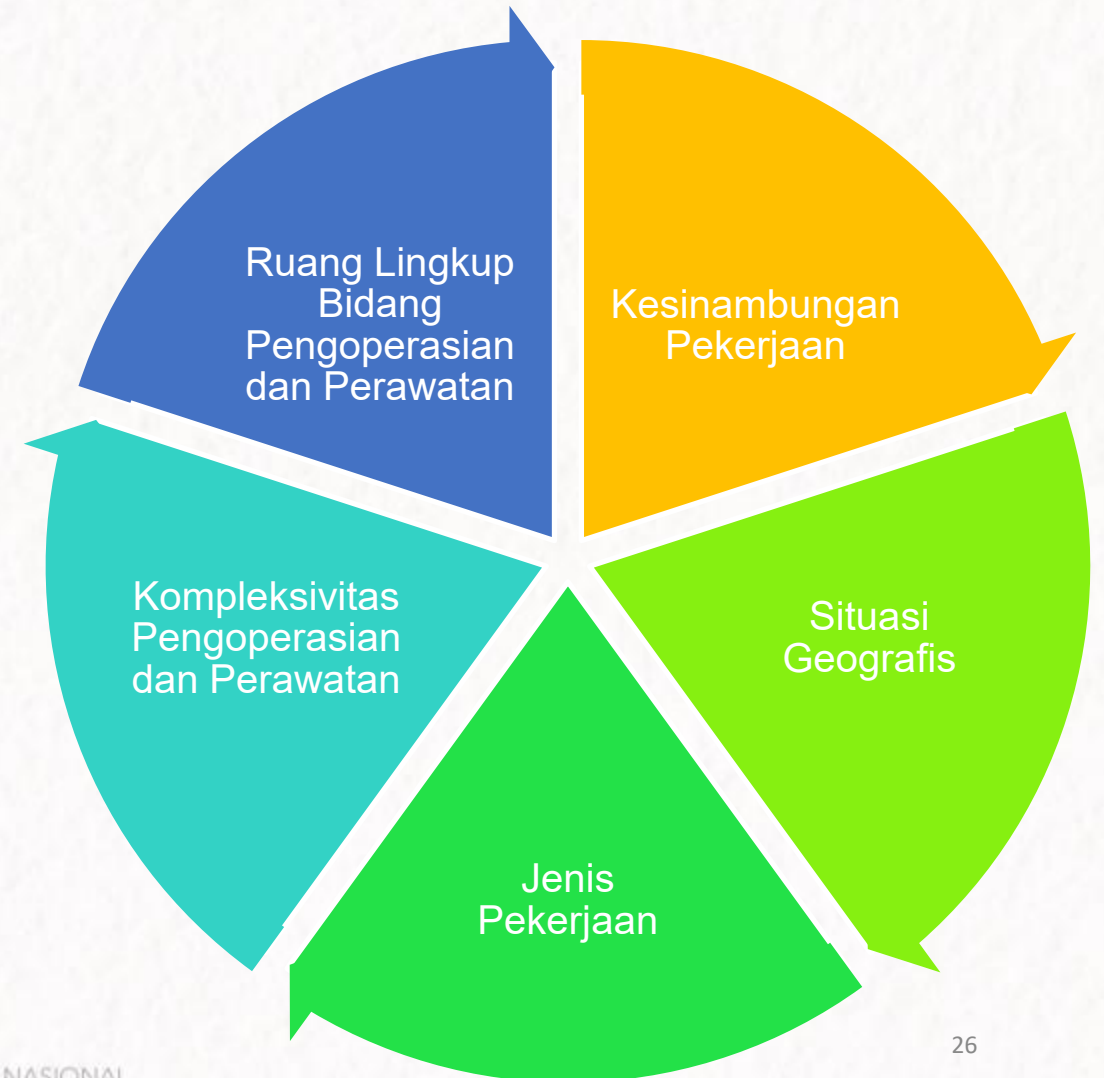 Ruang Lingkup
Bidang
Pengoperasian
dan Perawatan
Kesinambungan
Pekerjaan
Situasi
Geografis
Jenis
Pekerjaan
Kompleksivitas
Pengoperasian
dan Perawatan
26
NASIONAL